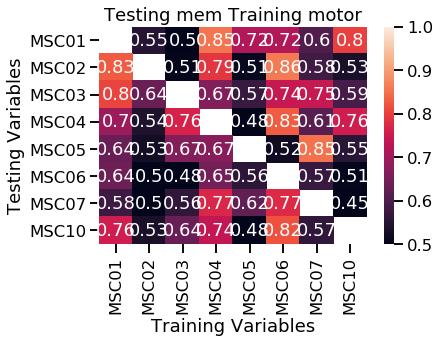 Testing mem Training motor
Testing Variables
MSC01 0.55 0.5 0.85 0.72 0.72 0.6 0.8
MSC02 0.83 0.51 0.79 0.51 0.86 0.58 0.53
MSC03 0.8 0.64 0.67 0.57 0.74 0.75 0.59
MSC04 0.7 0.54 0.76 0.48 0.83 0.61 0.76
MSC05 0.64 0.53 0.67 0.67 0.52 0.85 0.55
MSC06 0.64 0.5 0.48 0.65 0.56 0.57 0.51
MSC07 0.58 0.5 0.56 0.77 0.62 0.77 0.45
MSC10 0.76 0.53 0.64 0.74 0.48 0.82 0.57
MSC01 MSC02 MSC03 MSC04 MSC05 MSC06 MSC07 MSC10
Training Variables
1.0
0.9
0.8
0.7
0.6
0.5